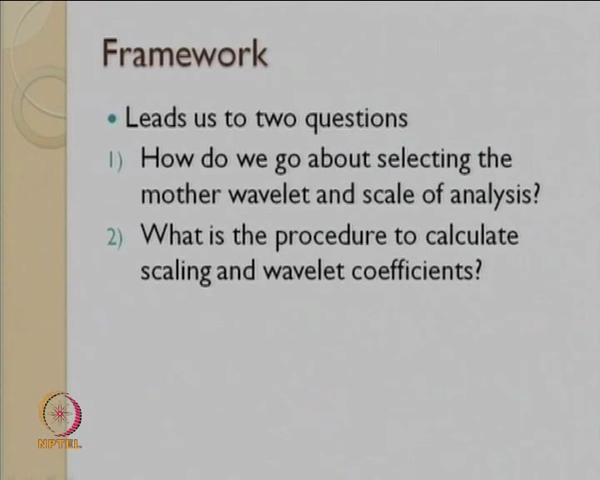 Framework
• Leads us to two questions
1) How do we go about selecting the
mother wavelet and scale of analysis?
2) What is the procedure to calculate
scaling and wavelet coefficients?
NPTEL